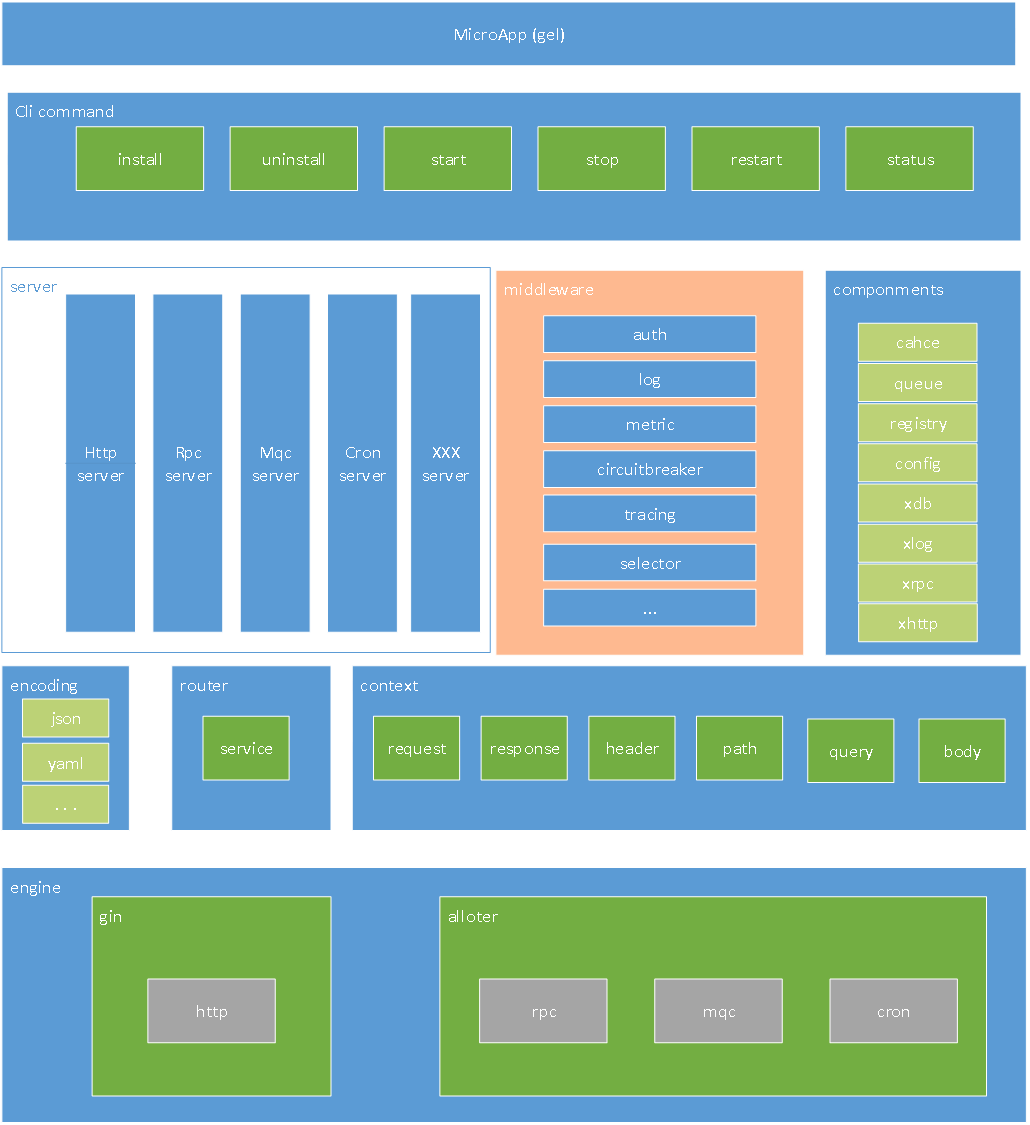 MicroApp (gel)
Cli command
install
uninstall
start
stop
restart
status
server
Http
server
Rpc
server
Mqc
server
Cron
server
XXX
server
middleware
auth
log
metric
circuitbreaker
tracing
selector
...
componments
cahce
queue
registry
config
xdb
xlog
xrpc
xhttp
encoding
json
yaml
...
router
service
context
request
response
header
path
query
body
engine
gin
http
alloter
rpc
mqc
cron